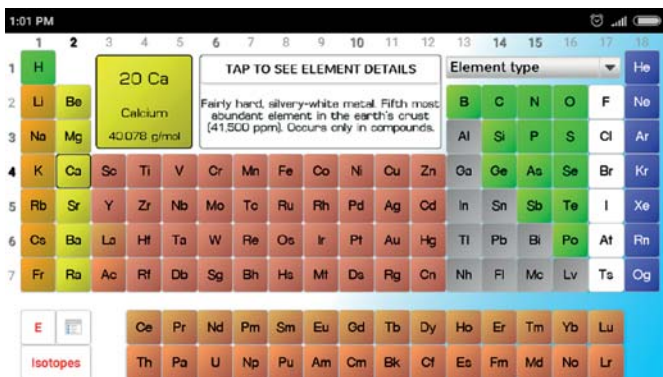 1:01 PM
1 2 3 4 5 6 7 8 9 10 11 12 13 14 15 16 17 18
20 Ca
Calcium
40.078 g/mol
TAP TO SEE ELEMENT DETAILS
Fairly hard, silvery-white metal. Fifth most
abundant element in the earth's crust
(41,500 ppm). Occurs only in compounds.
Element type
1 H He
2 Li Be B C N O F Ne
3 Na Mg Al Si P S Cl Ar
4 K Ca Sc Ti V Cr Mn Fe Co Ni Cu Zn Ga Ge As Se Br Kr
5 Rb Sr Y Zr Nb Mo Tc Ru Rh Pd Ag Cd In Sn Sb Te I Xe
6 Cs Ba La Hf Ta W Re Os Ir Pt Au Hg Tl Pb Bi Po At Rn
7 Fr Ra Ac Rf Db Sg Bh Hs Mt Ds Rg Cn Nh Fl Mc Lv Ts Og
E Ce Pr Nd Pm Sm Eu Gd Tb Dy Ho Er Tm Yb Lu
Isotopes Th Pa U Np Pu Am Cm Bk Cf Es Fm Md No Lr